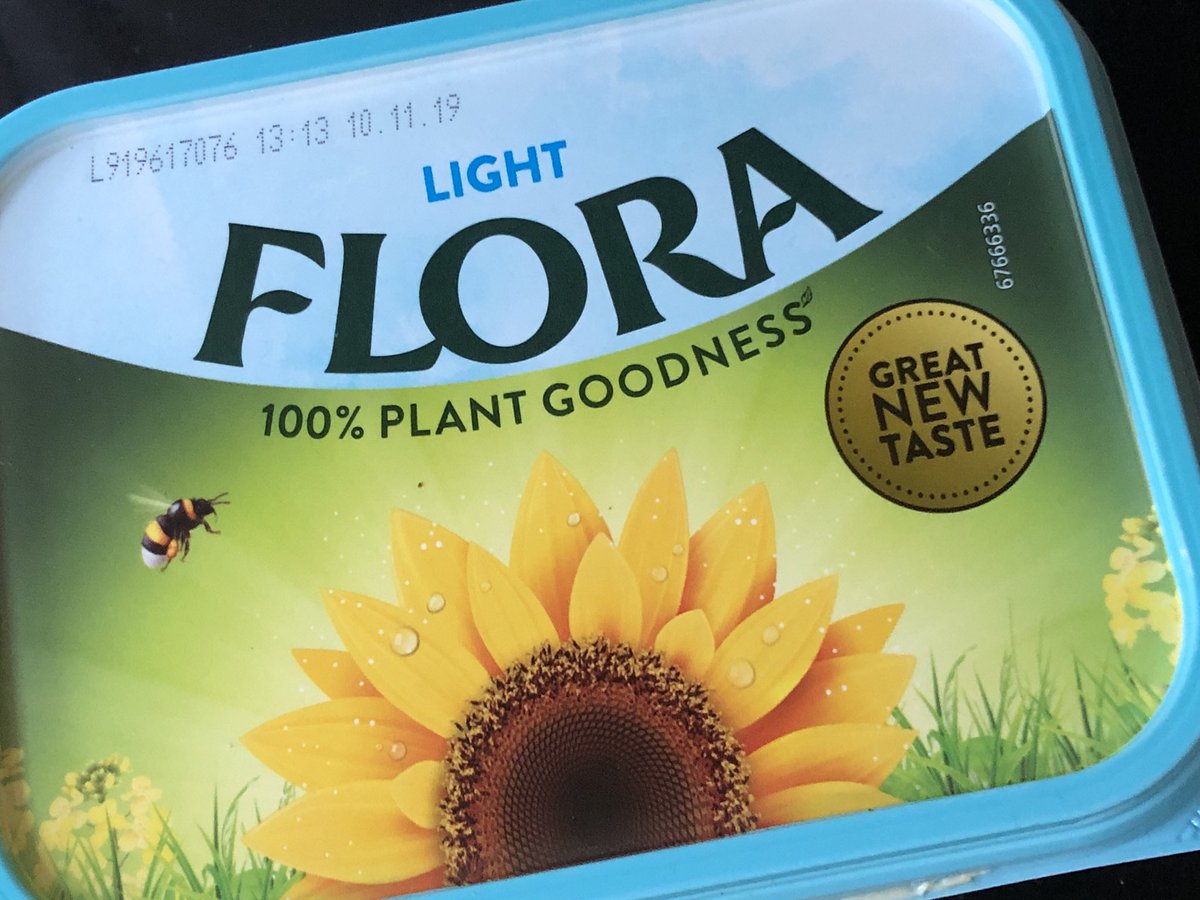 L919617076 13:13 10.11.19
LIGHT
FLORA
100% PLANT GOODNESS
67666336
GREAT
NEW
TASTE